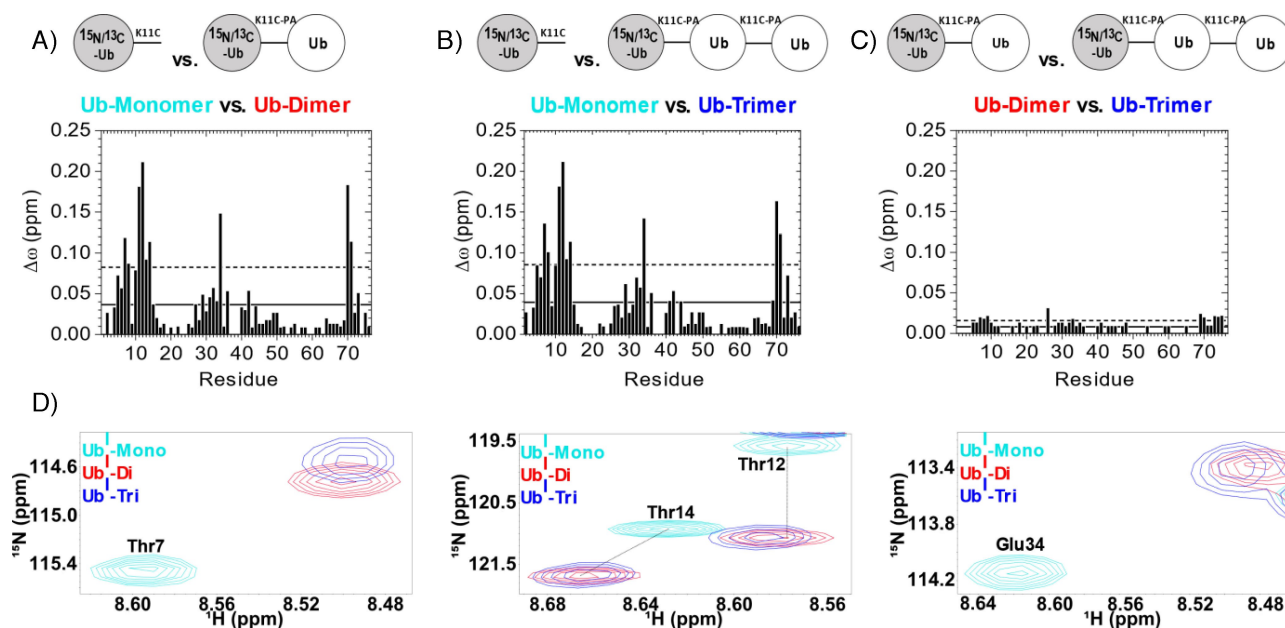 A)
15N/13C
-Ub
K11C
vs.
15N/13C
-Ub
K11C-PA
Ub
Ub-Monomer vs. Ub-Dimer
0.25
0.20
0.15
0.10
0.05
0.00
Δω (ppm)
10 20 30 40 50 60 70
Residue
B)
15N/13C
-Ub
K11C
vs.
15N/13C
-Ub
K11C-PA
Ub
K11C-PA
Ub
Ub-Monomer vs. Ub-Trimer
0.25
0.20
0.15
0.10
0.05
0.00
Δω (ppm)
10 20 30 40 50 60 70
Residue
C)
15N/13C
-Ub
K11C-PA
Ub
vs.
15N/13C
-Ub
K11C-PA
Ub
K11C-PA
Ub
Ub-Dimer vs. Ub-Trimer
0.25
0.20
0.15
0.10
0.05
0.00
Δω (ppm)
10 20 30 40 50 60 70
Residue
D)
Ub-Mono
Ub-Di
Ub-Tri
Thr7
114.6
115.0
115.4
15N (ppm)
8.60 8.56 8.52 8.48
1H (ppm)
Ub-Mono
Ub-Di
Ub-Tri
Thr12
Thr14
119.5
120.5
121.5
15N (ppm)
8.68 8.64 8.60 8.56
1H (ppm)
Ub-Mono
Ub-Di
Ub-Tri
Glu34
113.4
113.8
114.2
15N (ppm)
8.64 8.60 8.56 8.52 8.48
1H (ppm)